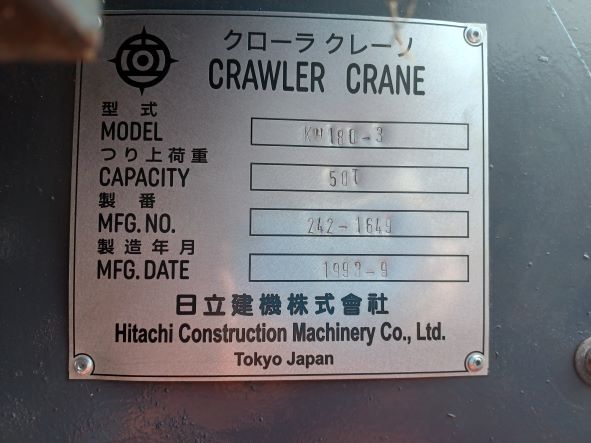 クローラ クレーン
CRAWLER CRANE
型式
MODEL KH180-3
つり上荷重
CAPACITY 50T
製番
MFG.NO. 242-1649
製造年月
MFG.DATE 1993-9
日立建機株式會社
Hitachi Construction Machinery Co., Ltd.
Tokyo Japan